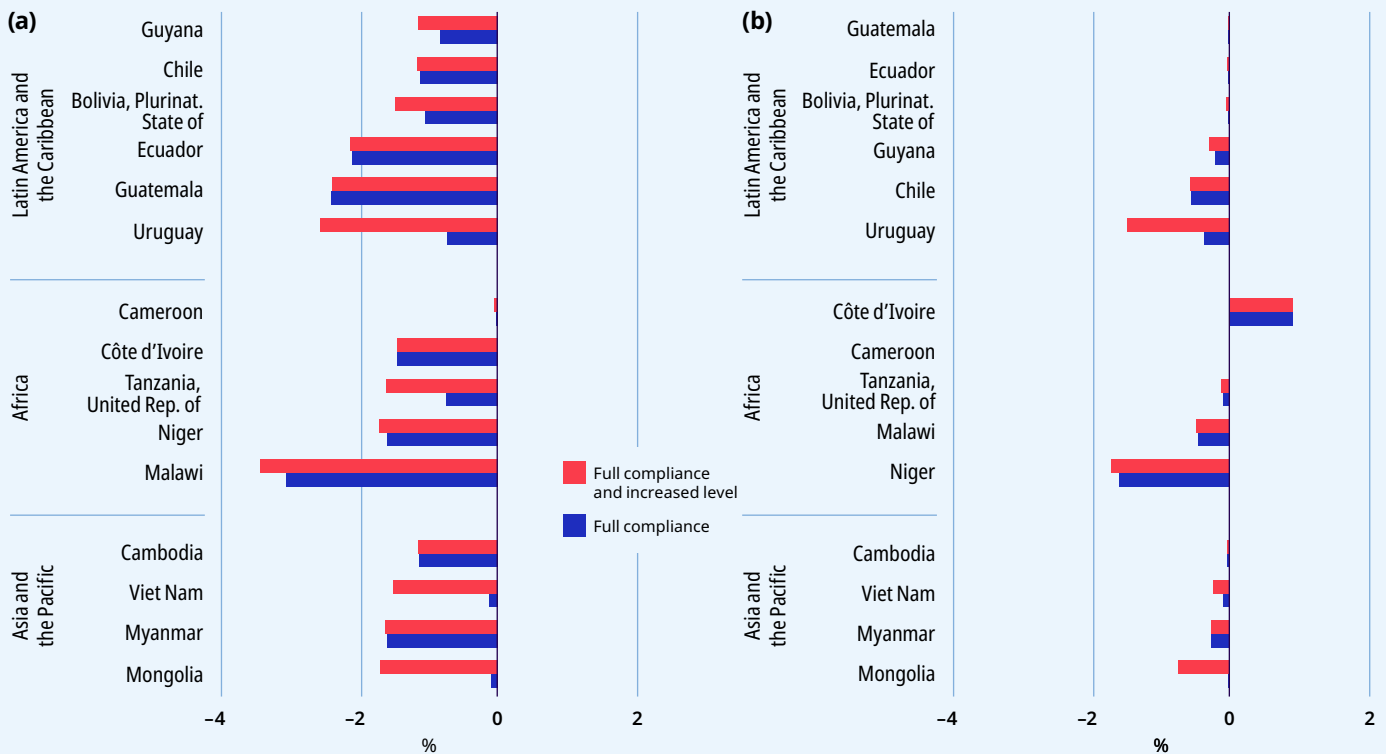 (a)
Latin America and
the Caribbean
Guyana
Chile
Bolivia, Plurinat.
State of
Ecuador
Guatemala
Uruguay
Africa
Cameroon
Côte d'Ivoire
Tanzania,
United Rep. of
Niger
Malawi
Asia and
the Pacific
Cambodia
Viet Nam
Myanmar
Mongolia
–4
–2
0
2
%
Full compliance
and increased level
Full compliance
(b)
Latin America and
the Caribbean
Guatemala
Ecuador
Bolivia, Plurinat.
State of
Guyana
Chile
Uruguay
Africa
Côte d'Ivoire
Cameroon
Tanzania,
United Rep. of
Malawi
Niger
Asia and
the Pacific
Cambodia
Viet Nam
Myanmar
Mongolia
–4
–2
0
2
%